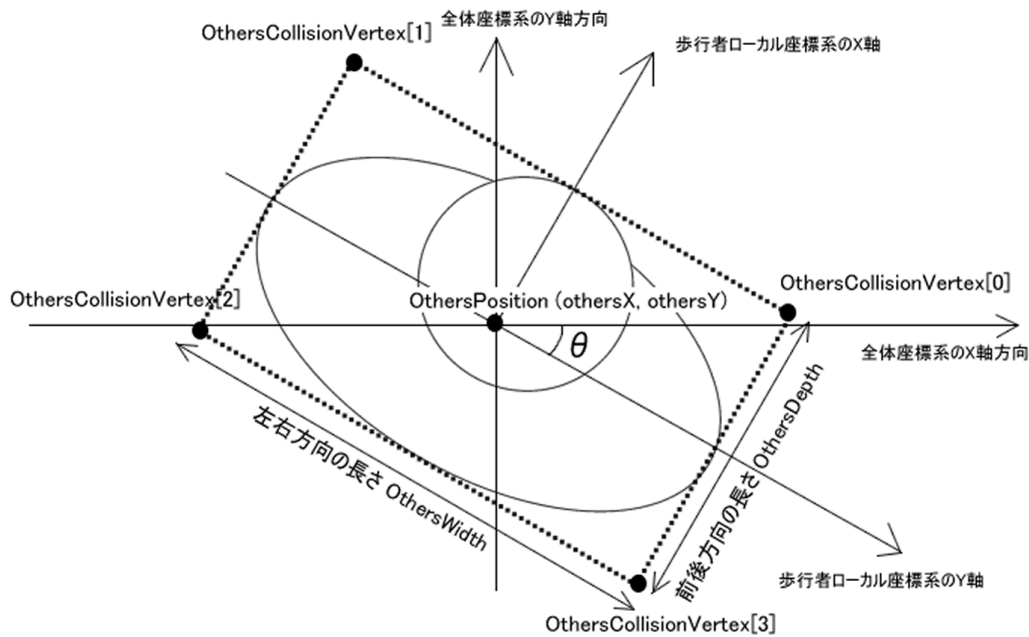 全体座標系のY軸方向
OthersCollisionVertex[1]
歩行者ローカル座標系のX軸
OthersCollisionVertex[0]
OthersCollisionVertex[2]
OthersPosition (othersX, othersY)
θ
全体座標系のX軸方向
左右方向の長さ OthersWidth
前後方向の長さ OthersDepth
歩行者ローカル座標系のY軸
OthersCollisionVertex[3]